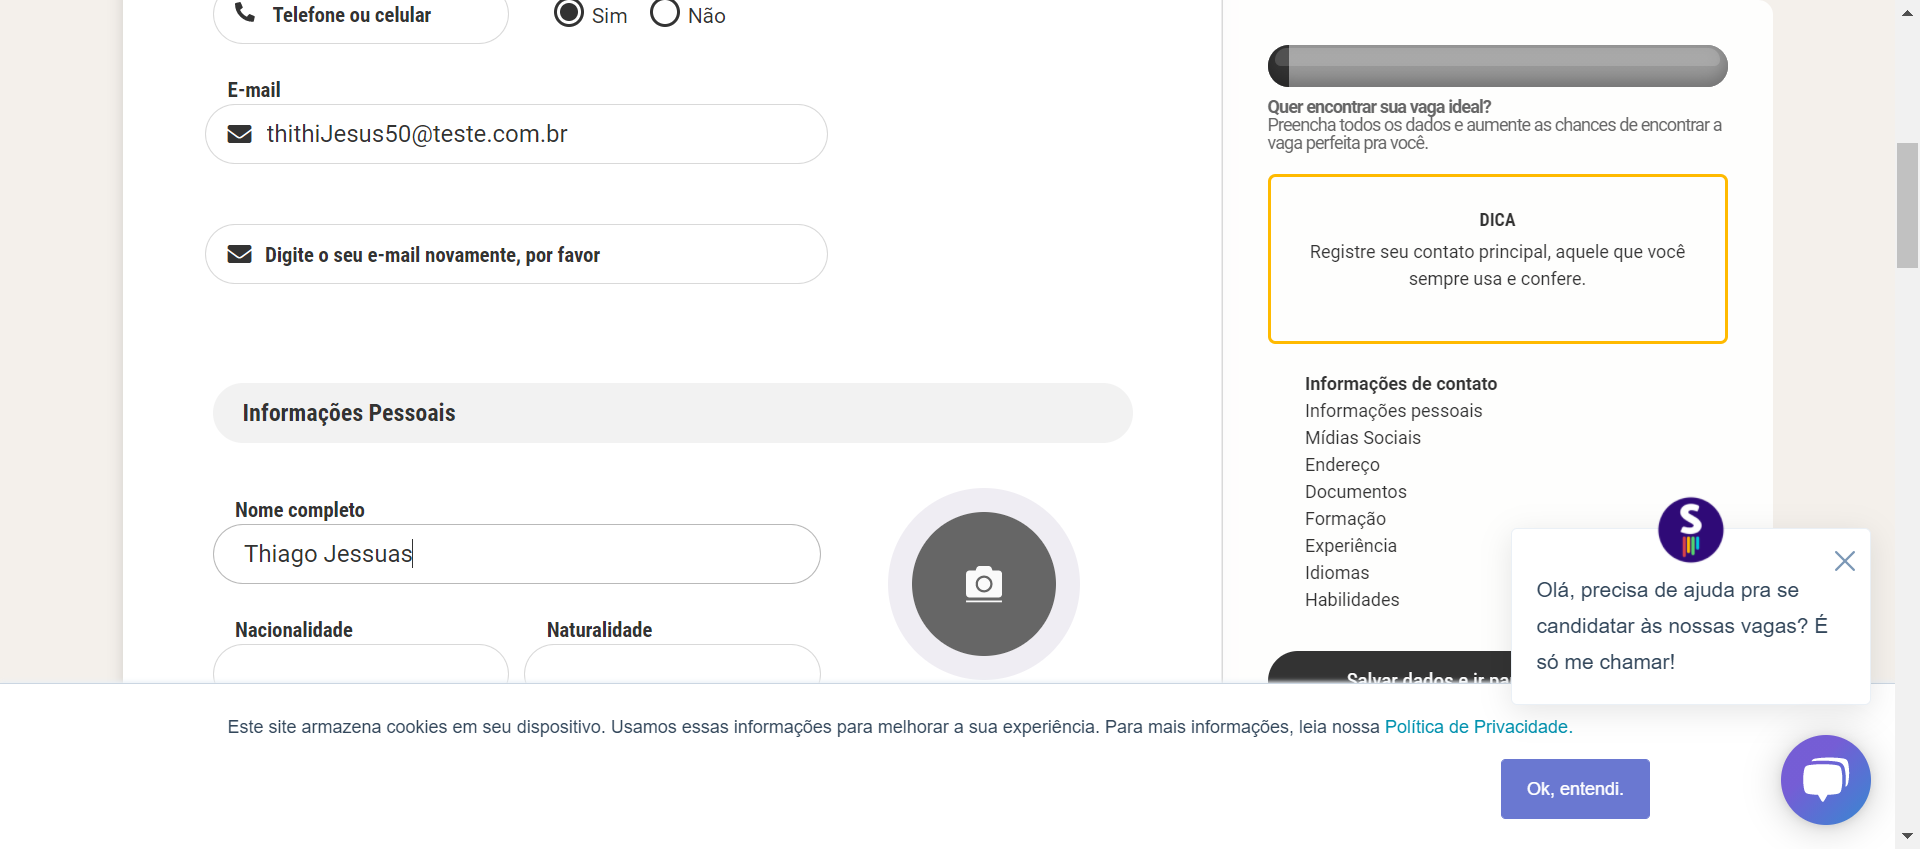 Telefone ou celular
Sim
Não
E-mail
thithiJesus50@teste.com.br
Digite o seu e-mail novamente, por favor
Informações Pessoais
Nome completo
Thiago Jessuas
Nacionalidade
Naturalidade
Quer encontrar sua vaga ideal?
Preencha todos os dados e aumente as chances de encontrar a
vaga perfeita pra você.
DICA
Registre seu contato principal, aquele que você
sempre usa e confere.
Informações de contato
Informações pessoais
Mídias Sociais
Endereço
Documentos
Formação
Experiência
Idiomas
Habilidades
Salvar dados e ir
S
Olá, precisa de ajuda pra se
candidatar às nossas vagas? É
só me chamar!
Este site armazena cookies em seu dispositivo. Usamos essas informações para melhorar a sua experiência. Para mais informações, leia nossa Política de Privacidade.
Ok, entendi.